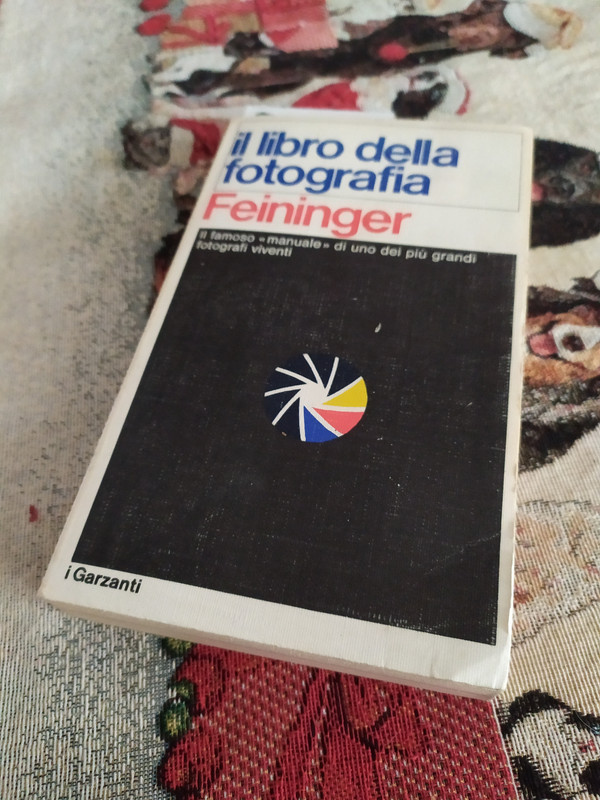 il libro della
fotografia
Feininger
il famoso «manuale» di uno dei più grandi
fotografi viventi
i Garzanti